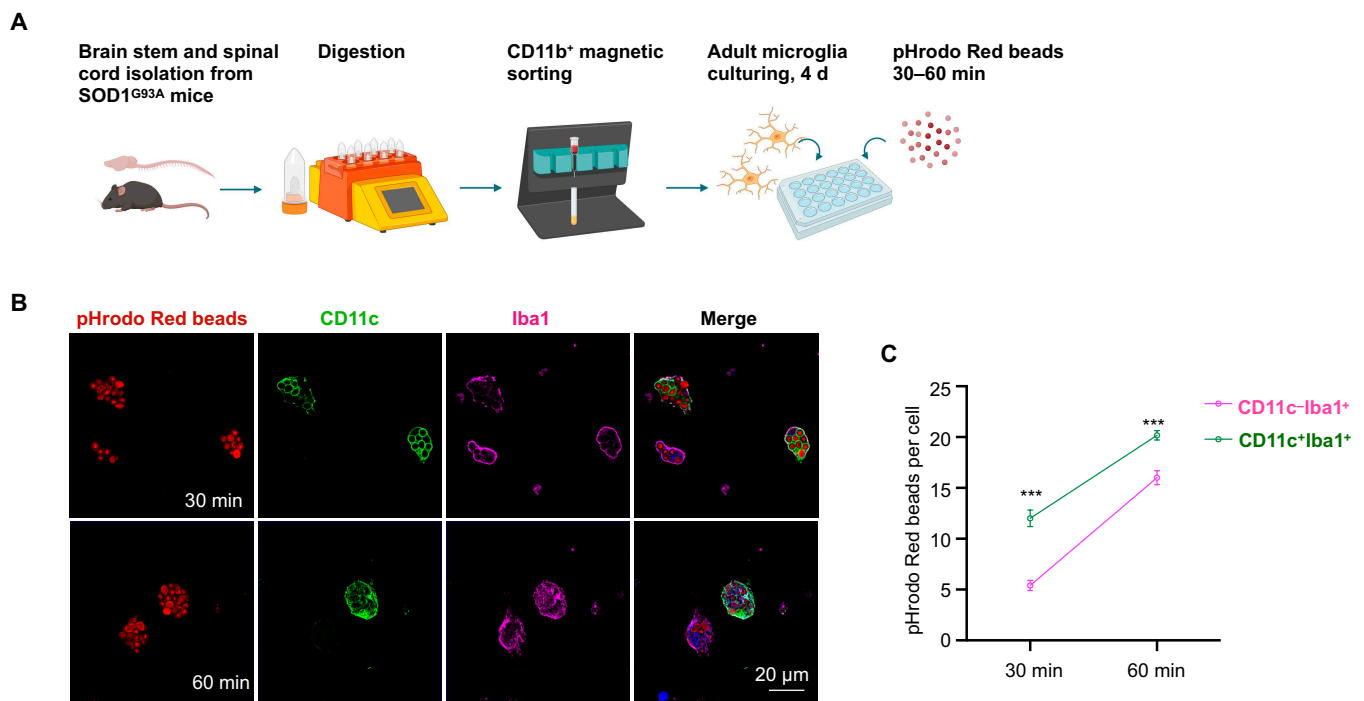 A
Brain stem and spinal
cord isolation from
SOD1ᴳ⁹³ᴬ mice
Digestion
CD11b⁺ magnetic
sorting
Adult microglia
culturing, 4 d
pHrodo Red beads
30–60 min
B
pHrodo Red beads
CD11c
Iba1
Merge
30 min
60 min
20 µm
C
pHrodo Red beads per cell
25
20
15
10
5
0
***
***
30 min
60 min
CD11c⁻Iba1⁺
CD11c⁺Iba1⁺